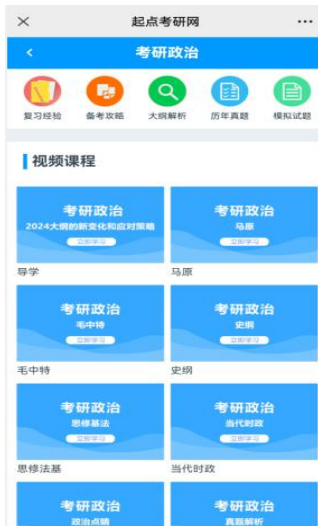 起点考研网
考研政治
复习经验 备考攻略 大纲解析 历年真题 模拟试题
视频课程
考研政治 考研政治
2024大纲的新变化和应对策略 马原
立即学习 立即学习
导学 马原
考研政治 考研政治
毛中特 史纲
立即学习 立即学习
毛中特 史纲
考研政治 考研政治
思修基法 当代时政
立即学习 立即学习
思修法基 当代时政
考研政治 考研政治
政治点睛 真题解析